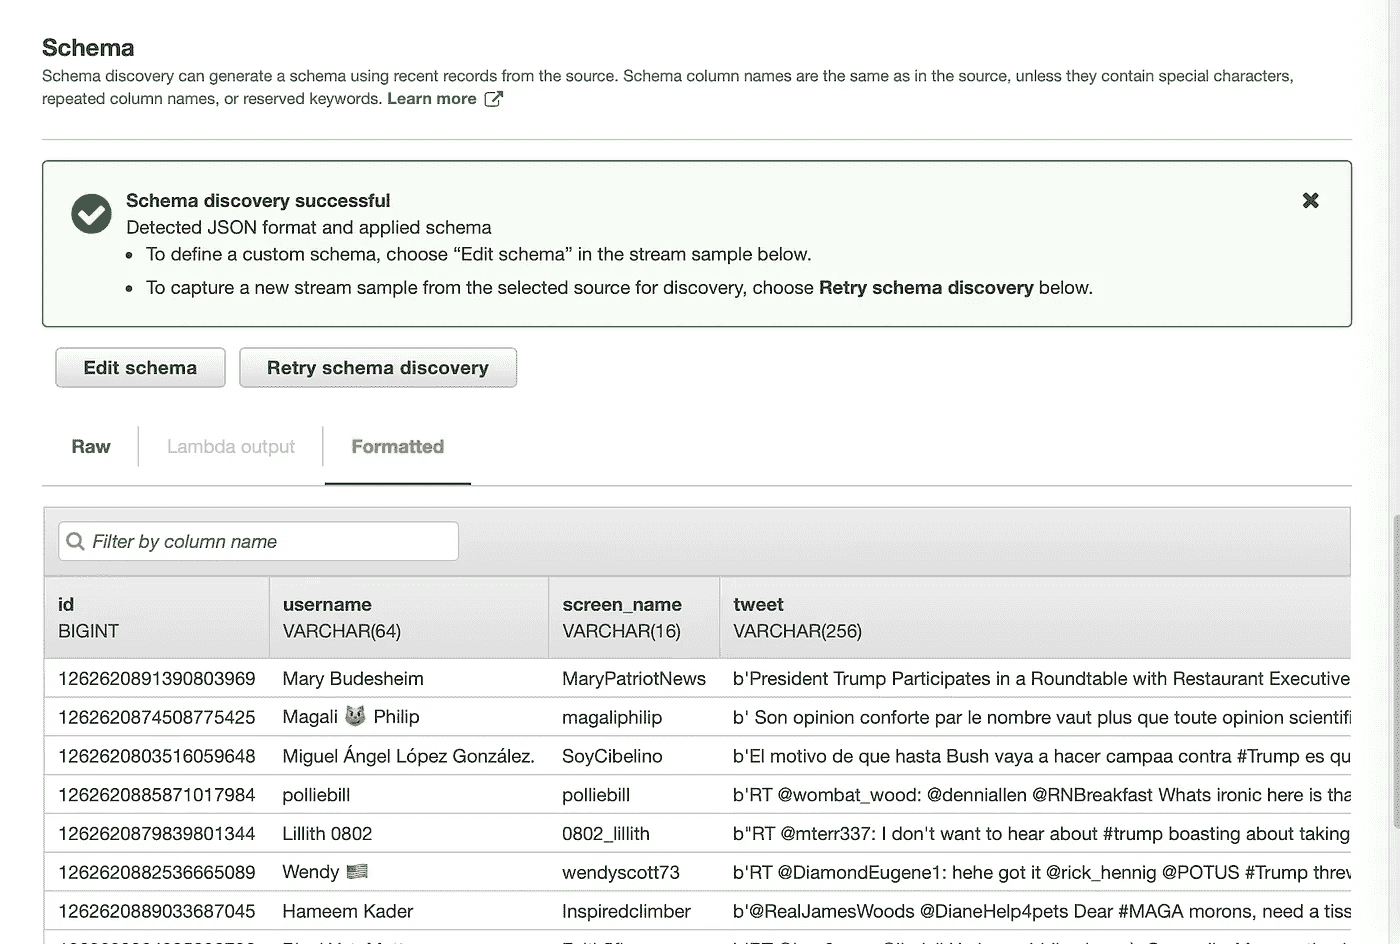 Schema
Schema discovery can generate a schema using recent records from the source. Schema column names are the same as in the source, unless they contain special characters,
repeated column names, or reserved keywords. Learn more
Schema discovery successful
Detected JSON format and applied schema
• To define a custom schema, choose “Edit schema” in the stream sample below.
• To capture a new stream sample from the selected source for discovery, choose Retry schema discovery below.
Edit schema Retry schema discovery
Raw Lambda output Formatted
Filter by column name
id username screen_name tweet
BIGINT VARCHAR(64) VARCHAR(16) VARCHAR(256)
1262620891390803969 Mary Budesheim MaryPatriotNews b'President Trump Participates in a Roundtable with Restaurant Executive
1262620874508775425 Magali 😺 Philip magaliphilip b' Son opinion conforte par le nombre vaut plus que toute opinion scientifi
1262620803516059648 Miguel Ángel López González. SoyCibelino b'El motivo de que hasta Bush vaya a hacer campaa contra #Trump es qu
1262620885871017984 polliebill polliebill b'RT @wombat_wood: @denniallen @RNBreakfast Whats ironic here is tha
1262620879839801344 Lillith 0802 0802_lillith b"RT @mterr337: I don't want to hear about #trump boasting about taking
1262620882536665089 Wendy 🇺🇸 wendyscott73 b'RT @DiamondEugene1: hehe got it @rick_hennig @POTUS #Trump threw
1262620889033687045 Hameem Kader Inspiredclimber b'@RealJamesWoods @DianeHelp4pets Dear #MAGA morons, need a tiss